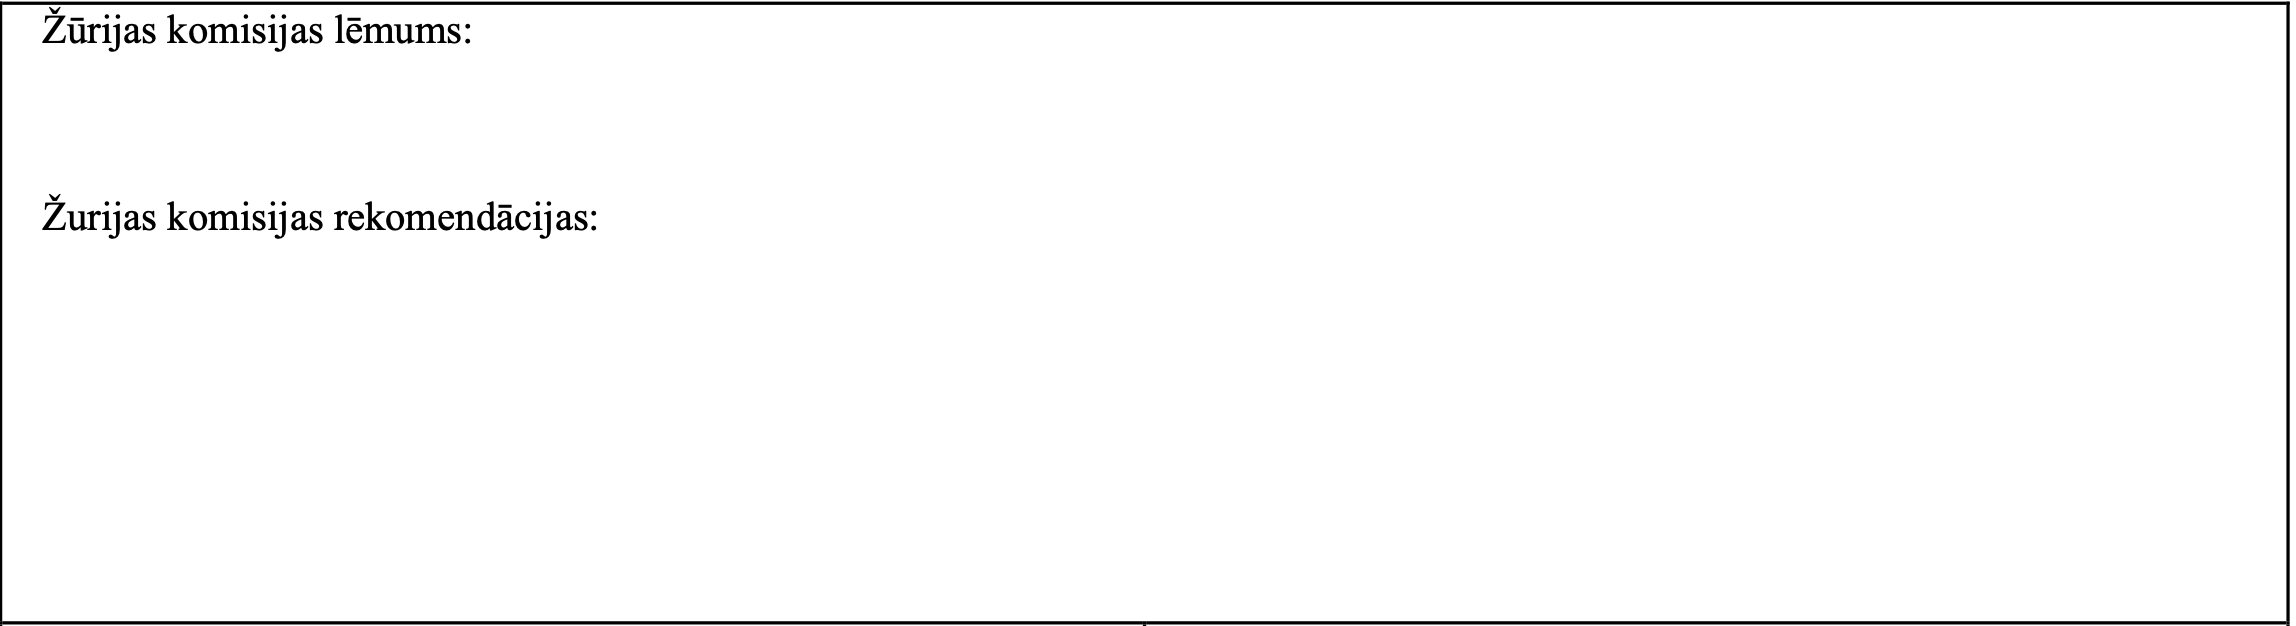 Žūrijas komisijas lēmums:
Žurijas komisijas rekomendācijas: